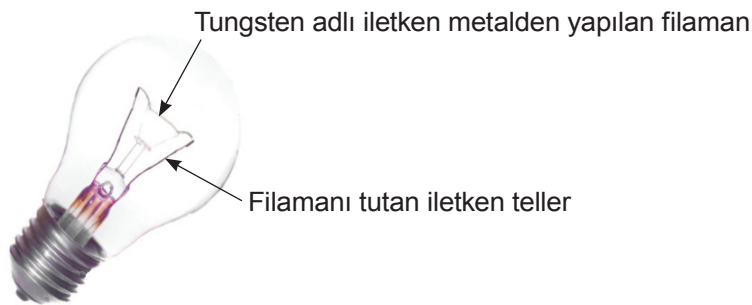 Tungsten adlı iletken metalden yapılan filaman
Filamanı tutan iletken teller